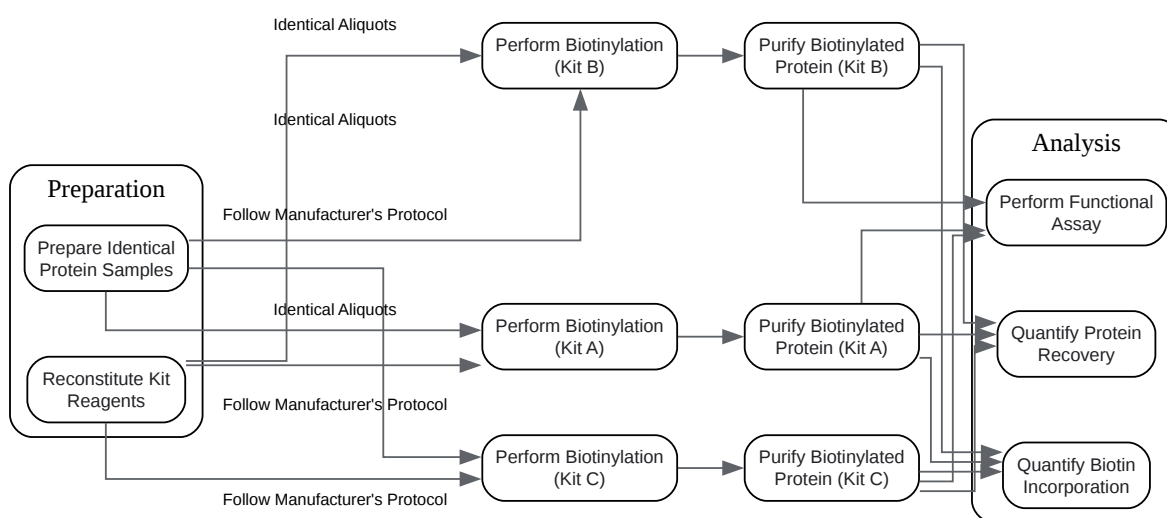 Identical Aliquots
Perform Biotinylation
(Kit B)
Purify Biotinylated
Protein (Kit B)
Identical Aliquots
Analysis
Preparation
Perform Functional
Assay
Follow Manufacturer's Protocol
Prepare Identical
Protein Samples
Identical Aliquots
Perform Biotinylation
(Kit A)
Purify Biotinylated
Protein (Kit A)
Quantify Protein
Recovery
Reconstitute Kit
Reagents
Follow Manufacturer's Protocol
Perform Biotinylation
(Kit C)
Purify Biotinylated
Protein (Kit C)
Quantify Biotin
Incorporation
Follow Manufacturer's Protocol